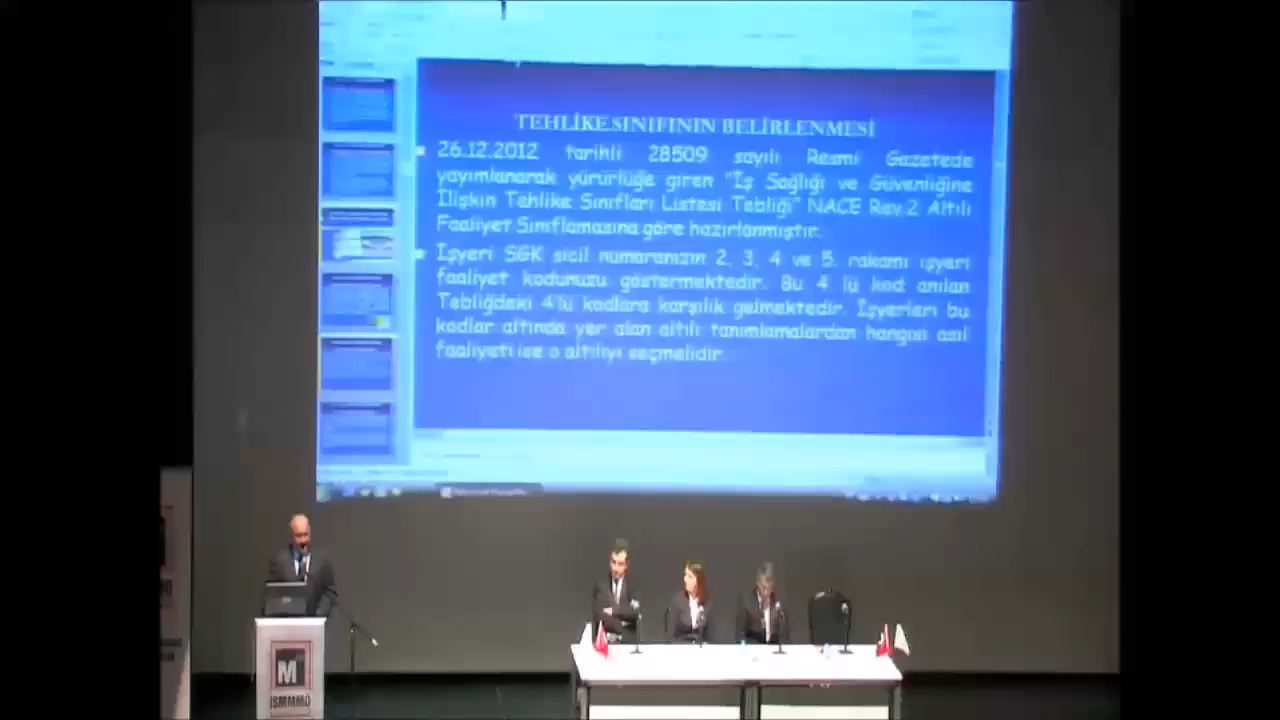 TEHLİKE SINIFININ BELİRLENMESİ
26.12.2012 tarihli 28509 sayılı Resmi Gazetede
yayımlanarak yürürlüğe giren "İş Sağlığı ve Güvenliğine
İlişkin Tehlike Sınıfları Listesi Tebliği" NACE Rev.2 Altılı
Faaliyet Sınıflamasına göre hazırlanmıştır.
İşyeri SGK sicil numaranızın 2, 3, 4 ve 5. rakamı işyeri
faaliyet kodunuzu göstermektedir. Bu 4 lü kod anılan
Tebliğdeki 4'lü kodlara karşılık gelmektedir. İşyerleri bu
kodlar altında yer alan altılı tanımlamalardan hangisi asıl
faaliyeti ise o altılıyı seçmelidir.
M
İSMMMO